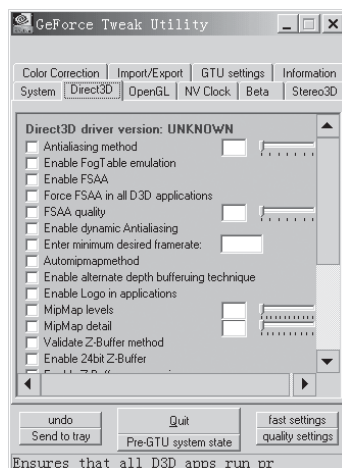 GeForce Tweak Utility
Color Correction Import/Export GTU settings Information
System Direct3D OpenGL NV Clock Beta Stereo3D
Direct3D driver version: UNKNOWN
Antialiasing method
Enable FogTable emulation
Enable FSAA
Force FSAA in all D3D applications
FSAA quality
Enable dynamic Antialiasing
Enter minimum desired framerate:
Automipmapmethod
Enable alternate depth bufferuing technique
Enable Logo in applications
MipMap levels
MipMap detail
Validate Z-Buffer method
Enable 24bit Z-Buffer
undo Quit fast settings
Send to tray Pre-GTU system state quality settings
Ensures that all D3D apps run pr